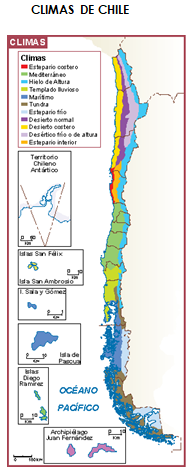 CLIMAS DE CHILE
CLIMAS
Climas
Estepario costero
Mediterráneo
Hielo de Altura
Templado lluvioso
Marítimo
Tundra
Estepario frío
Desierto normal
Desierto costero
Desértico frío o de altura
Estepario interior
Territorio
Chileno
Antártico
Islas San Félix
Isla San Ambrosio
I. Sala y Gómez
Isla de
Pascua
Islas
Diego
Ramírez
OCÉANO
PACÍFICO
Archipiélago
Juan Fernández